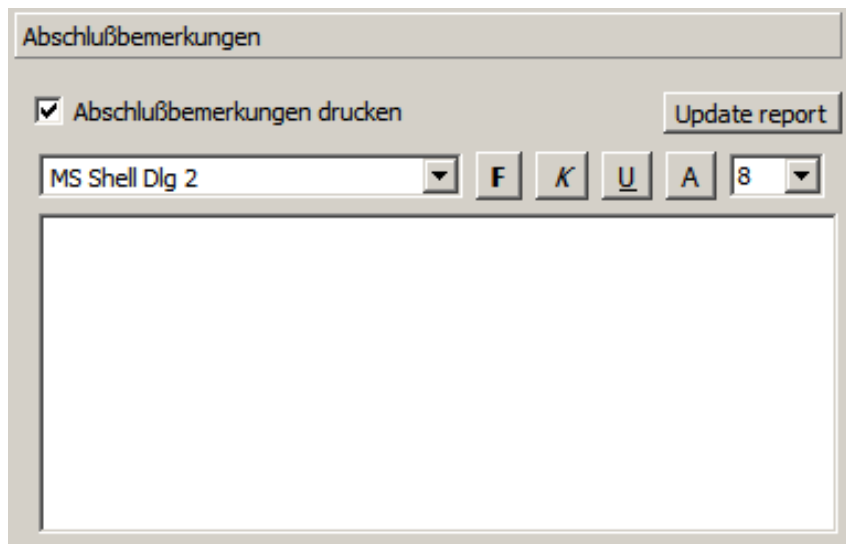 Abschlußbemerkungen
Abschlußbemerkungen drucken Update report
MS Shell Dlg 2 F K U A 8